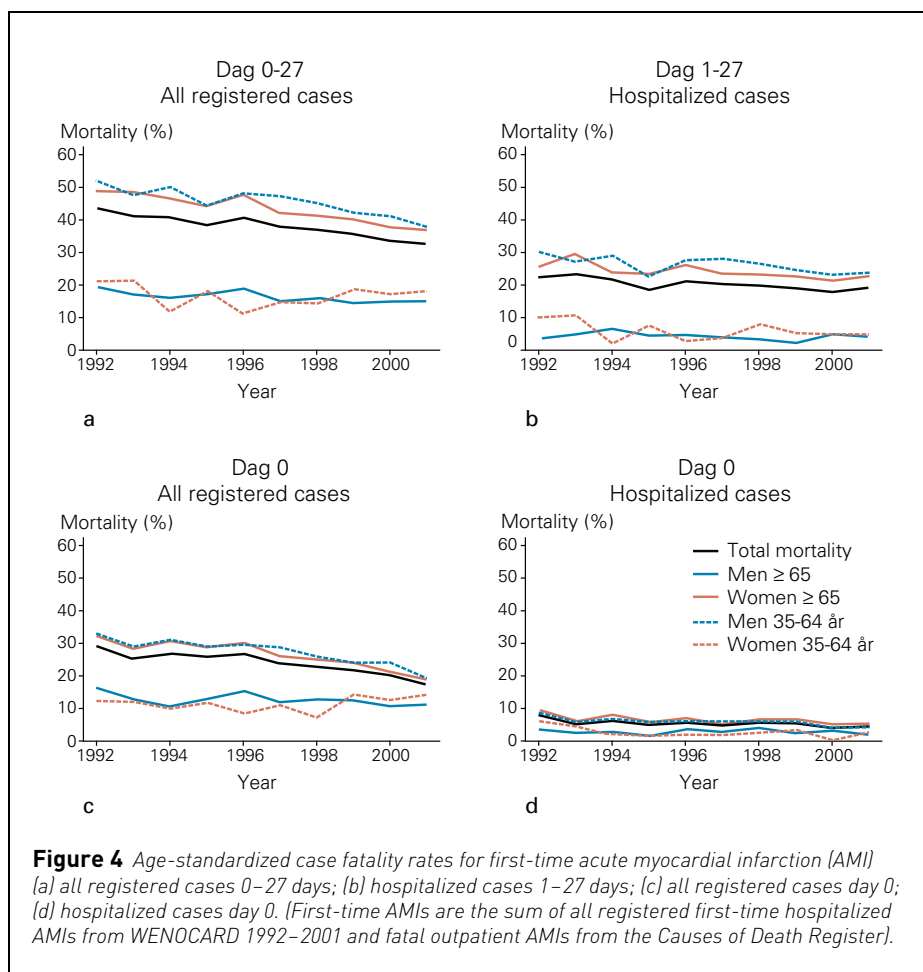 Dag 0-27
All registered cases
Mortality (%)
60
50
40
30
20
10
0
1992 1994 1996 1998 2000
Year
a
Dag 1-27
Hospitalized cases
Mortality (%)
60
50
40
30
20
10
0
1992 1994 1996 1998 2000
Year
b
Dag 0
All registered cases
Mortality (%)
60
50
40
30
20
10
0
1992 1994 1996 1998 2000
Year
c
Dag 0
Hospitalized cases
Mortality (%)
60
50
40
30
20
10
0
1992 1994 1996 1998 2000
Year
d
Total mortality
Men ≥ 65
Women ≥ 65
Men 35-64 år
Women 35-64 år
Figure 4 Age-standardized case fatality rates for first-time acute myocardial infarction (AMI)
(a) all registered cases 0–27 days; (b) hospitalized cases 1–27 days; (c) all registered cases day 0;
(d) hospitalized cases day 0. (First-time AMIs are the sum of all registered first-time hospitalized
AMIs from WENOCARD 1992–2001 and fatal outpatient AMIs from the Causes of Death Register).